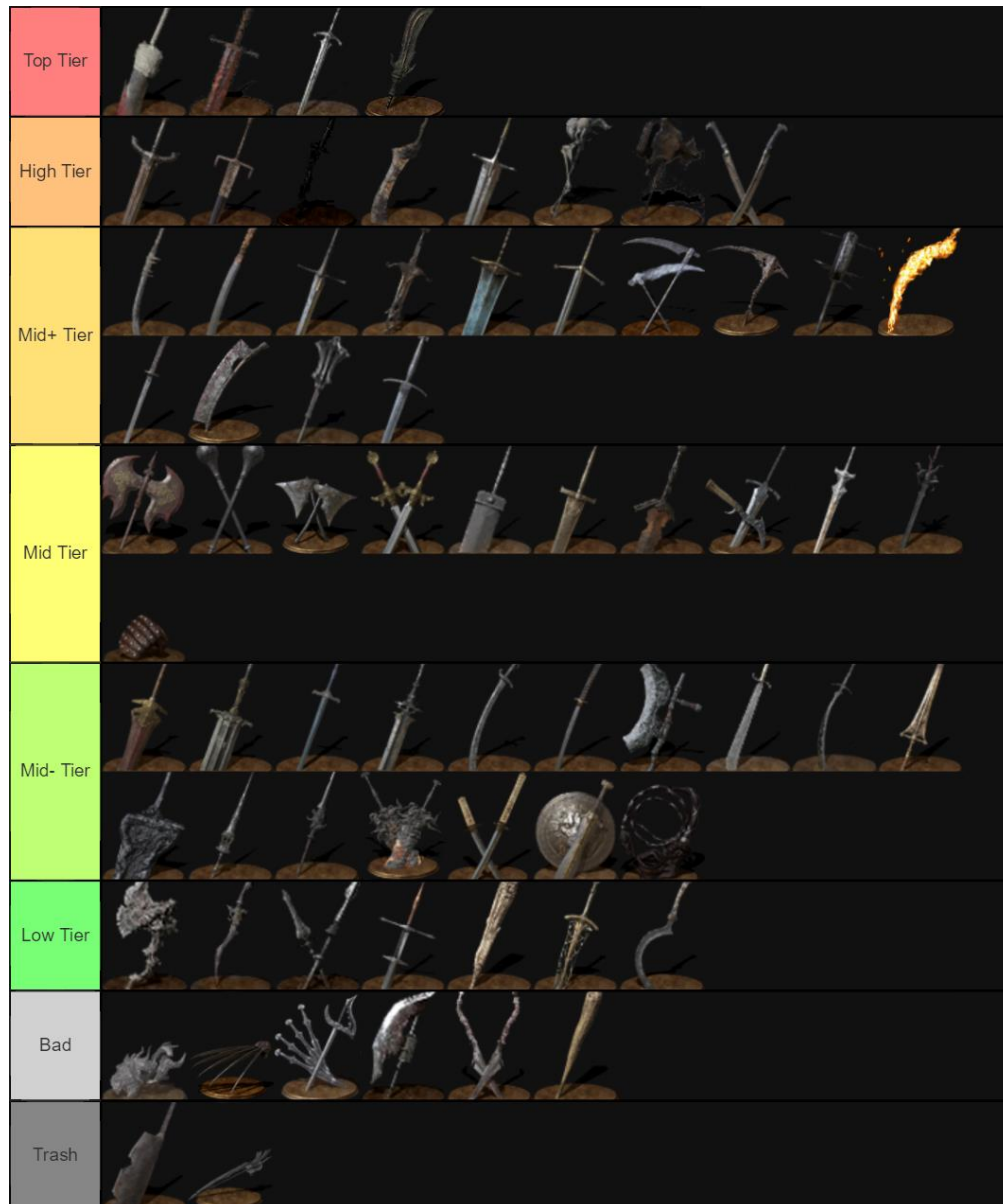 Top Tier
High Tier
Mid+ Tier
Mid Tier
Mid- Tier
Low Tier
Bad
Trash